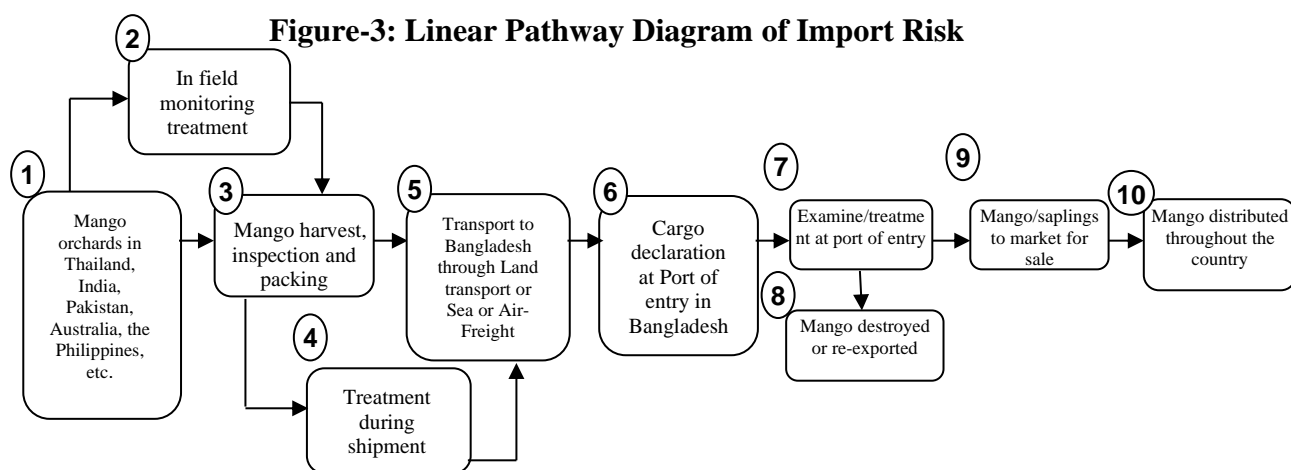 Figure-3: Linear Pathway Diagram of Import Risk
2
In field
monitoring
treatment
1
Mango
orchards in
Thailand,
India,
Pakistan,
Australia, the
Philippines,
etc.
3
Mango harvest,
inspection and
packing
4
Treatment
during
shipment
5
Transport to
Bangladesh
through Land
transport or
Sea or Air-
Freight
6
Cargo
declaration
at Port of
entry in
Bangladesh
7
Examine/treatme
nt at port of entry
8
Mango destroyed
or re-exported
9
Mango/saplings
to market for
sale
10
Mango distributed
throughout the
country